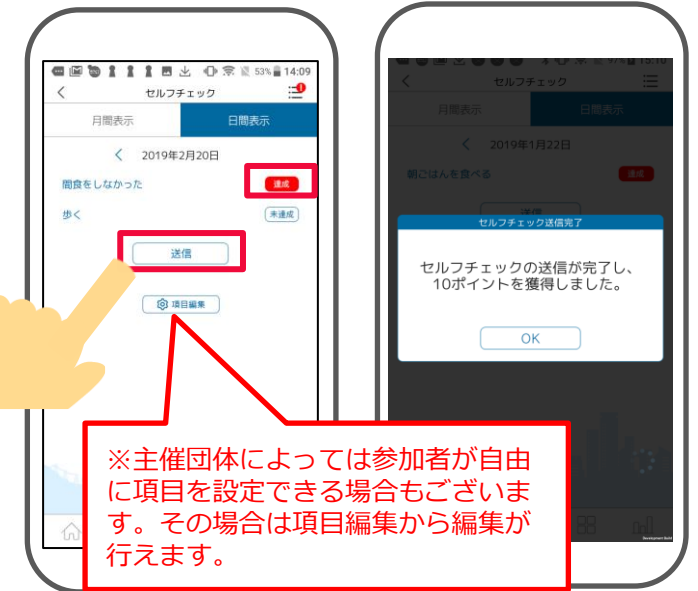 53% 14:09
セルフチェック
月間表示 日間表示
2019年2月20日
間食をしなかった 達成
歩く 未達成
送信
項目編集
※主催団体によっては参加者が自由
に項目を設定できる場合もございま
す。その場合は項目編集から編集が
行えます。
97% 15:10
セルフチェック
月間表示 日間表示
2019年1月22日
朝ごはんを食べる 達成
送信
セルフチェック送信完了
セルフチェックの送信が完了し、
10ポイントを獲得しました。
OK
Development Build